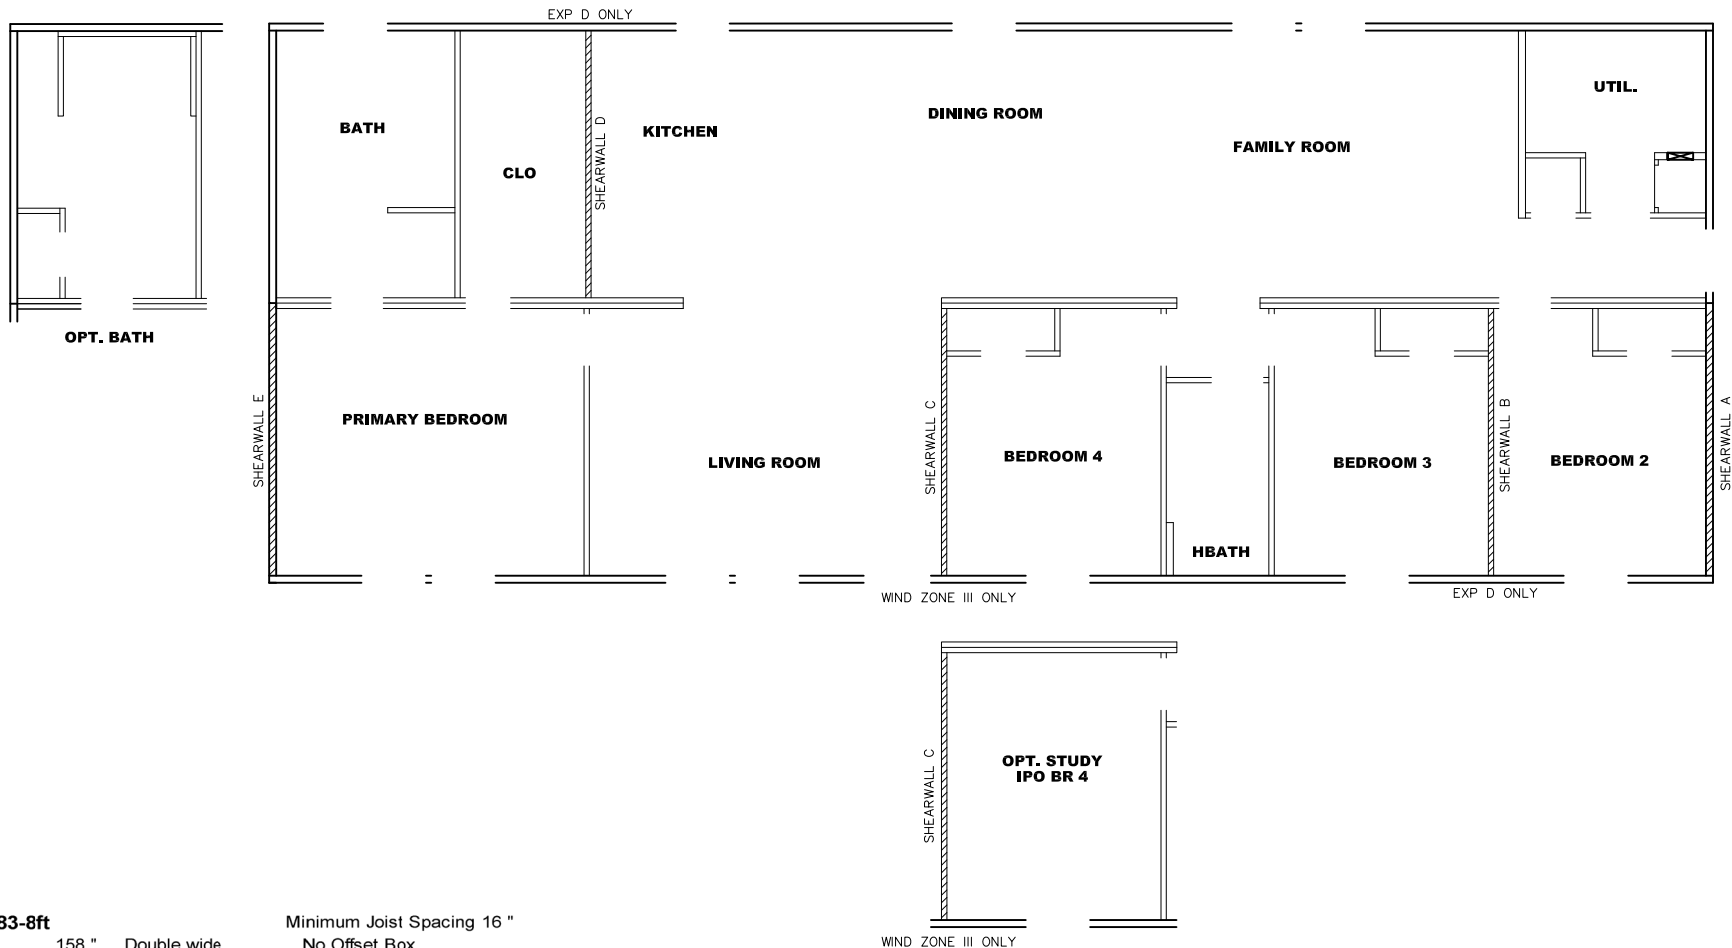 EXP D ONLY
UTIL.
DINING ROOM
BATH
SHEARWALL D
KITCHEN
FAMILY ROOM
CLO
OPT. BATH
SHEARWALL E
PRIMARY BEDROOM
LIVING ROOM
SHEARWALL C
BEDROOM 4
HBATH
BEDROOM 3
SHEARWALL B
BEDROOM 2
SHEARWALL A
WIND ZONE III ONLY
EXP D ONLY
SHEARWALL C
OPT. STUDY
IPO BR 4
WIND ZONE III ONLY
83-8ft
Minimum Joist Spacing 16 "
158 " Double wide
No Offset Box